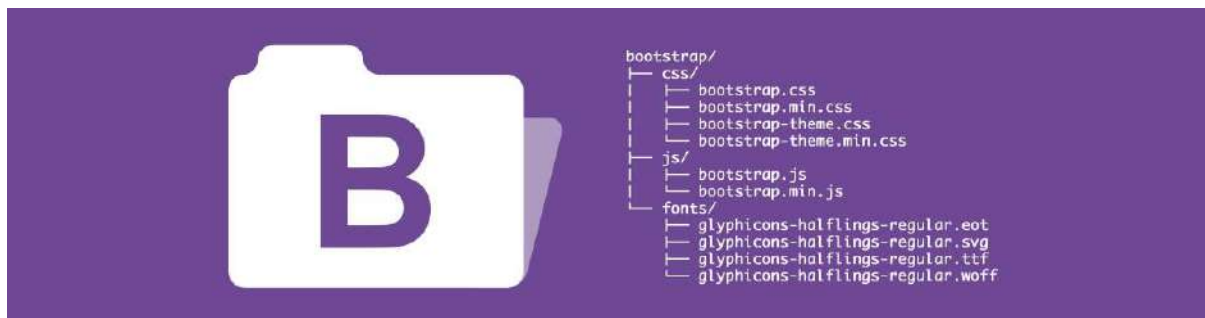 B
bootstrap/
├── css/
│   ├── bootstrap.css
│   ├── bootstrap.min.css
│   ├── bootstrap-theme.css
│   └── bootstrap-theme.min.css
├── js/
│   ├── bootstrap.js
│   └── bootstrap.min.js
└── fonts/
    ├── glyphicons-halflings-regular.eot
    ├── glyphicons-halflings-regular.svg
    ├── glyphicons-halflings-regular.ttf
    └── glyphicons-halflings-regular.woff